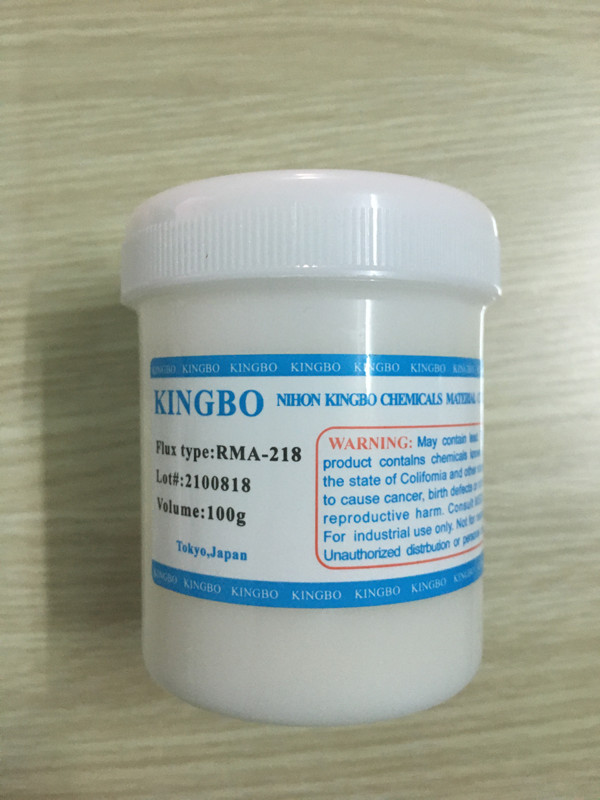 KINGBO KINGBO KINGBO KINGBO KINGBO KINGBO
KINGBO NIHON KINGBO CHEMICALS MATERIAL
Flux type:RMA-218
Lot#:2100818
Volume:100g
Tokyo,Japan
WARNING: May contain lead
product contalns chemicals
the state of Colifomia and other
to cause cancer, birth defects or
reproductive harm. Consult
For industrial use only. Not for
Unauthorized distrbution or
KINGBO KINGBO KINGBO KINGBO KINGBO KINGBO